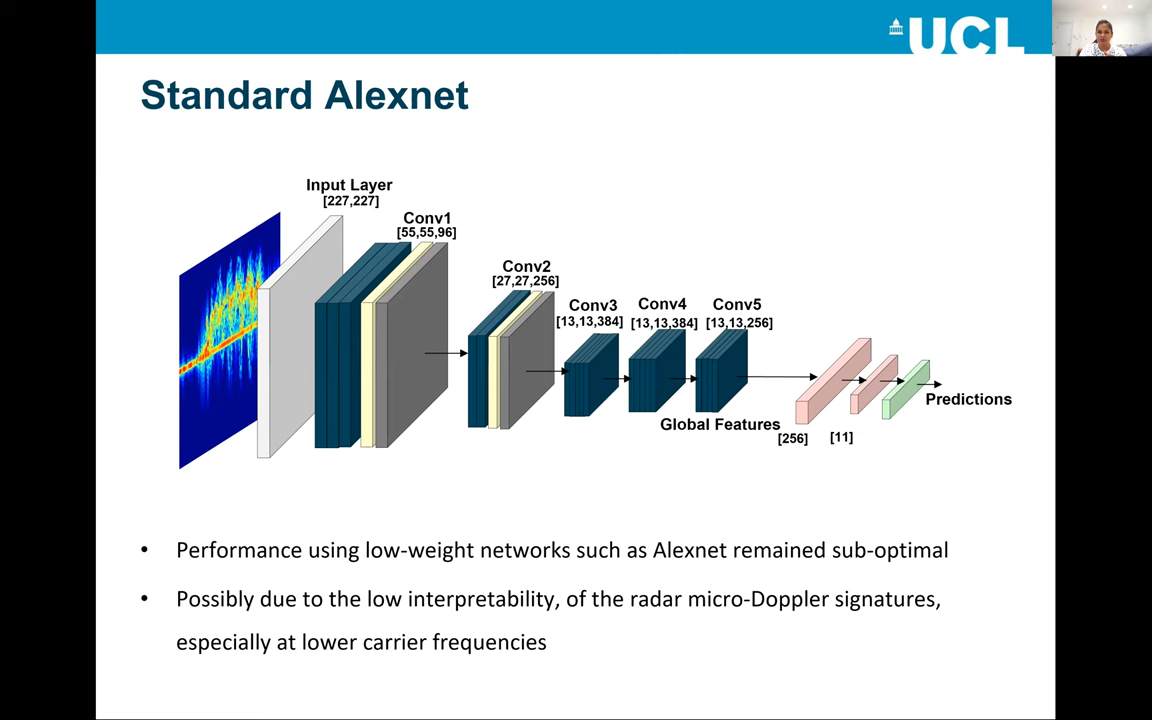 UCL
Standard Alexnet
Input Layer
[227,227]
Conv1
[55,55,96]
Conv2
[27,27,256]
Conv3
[13,13,384]
Conv4
[13,13,384]
Conv5
[13,13,256]
Global Features
[256]
[11]
Predictions
• Performance using low-weight networks such as Alexnet remained sub-optimal
• Possibly due to the low interpretability, of the radar micro-Doppler signatures,
especially at lower carrier frequencies